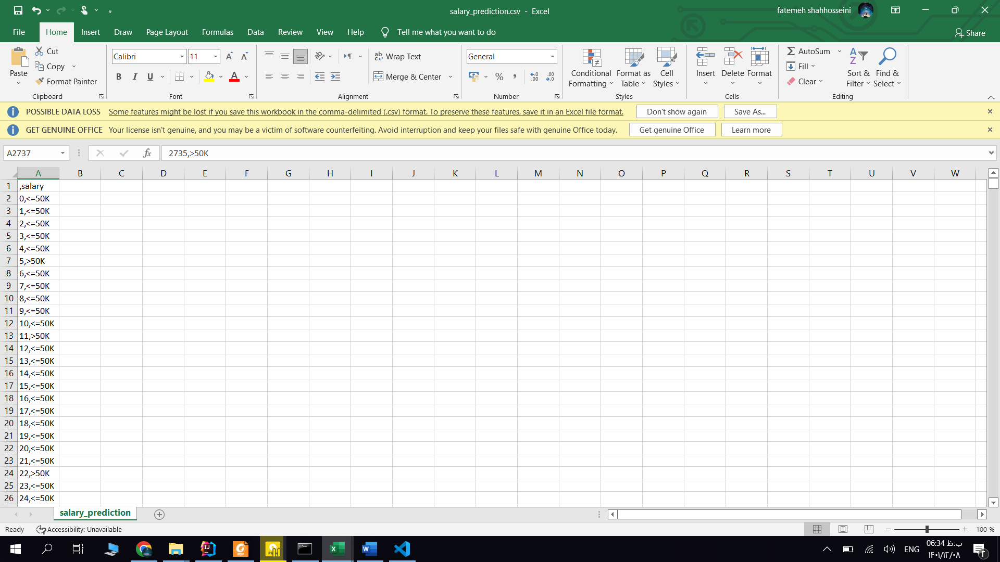 salary_prediction.csv - Excel
fatemeh shahhosseini
File Home Insert Draw Page Layout Formulas Data Review View Help Tell me what you want to do Share
Cut
Copy
Format Painter
Paste
Clipboard
Calibri 11
B I U
Font
Wrap Text
Merge & Center
Alignment
General
% ,
Number
Conditional Formatting
Format as Table
Cell Styles
Styles
Insert Delete Format
Cells
AutoSum
Fill
Clear
Sort & Filter
Find & Select
Editing
POSSIBLE DATA LOSS Some features might be lost if you save this workbook in the comma-delimited (.csv) format. To preserve these features, save it in an Excel file format. Don't show again Save As...
GET GENUINE OFFICE Your license isn't genuine, and you may be a victim of software counterfeiting. Avoid interruption and keep your files safe with genuine Office today. Get genuine Office Learn more
A2737 fx 2735,>50K
A B C D E F G H I J K L M N O P Q R S T U V W
1 ,salary
2 0,<=50K
3 1,<=50K
4 2,<=50K
5 3,<=50K
6 4,<=50K
7 5,>50K
8 6,<=50K
9 7,<=50K
10 8,<=50K
11 9,<=50K
12 10,<=50K
13 11,>50K
14 12,<=50K
15 13,<=50K
16 14,<=50K
17 15,<=50K
18 16,<=50K
19 17,<=50K
20 18,<=50K
21 19,<=50K
22 20,<=50K
23 21,<=50K
24 22,>50K
25 23,<=50K
26 24,<=50K
salary_prediction
Ready Accessibility: Unavailable 100 %
ENG
06:34 ب.ظ
۱۴۰۱/۱۲/۰۸
۲